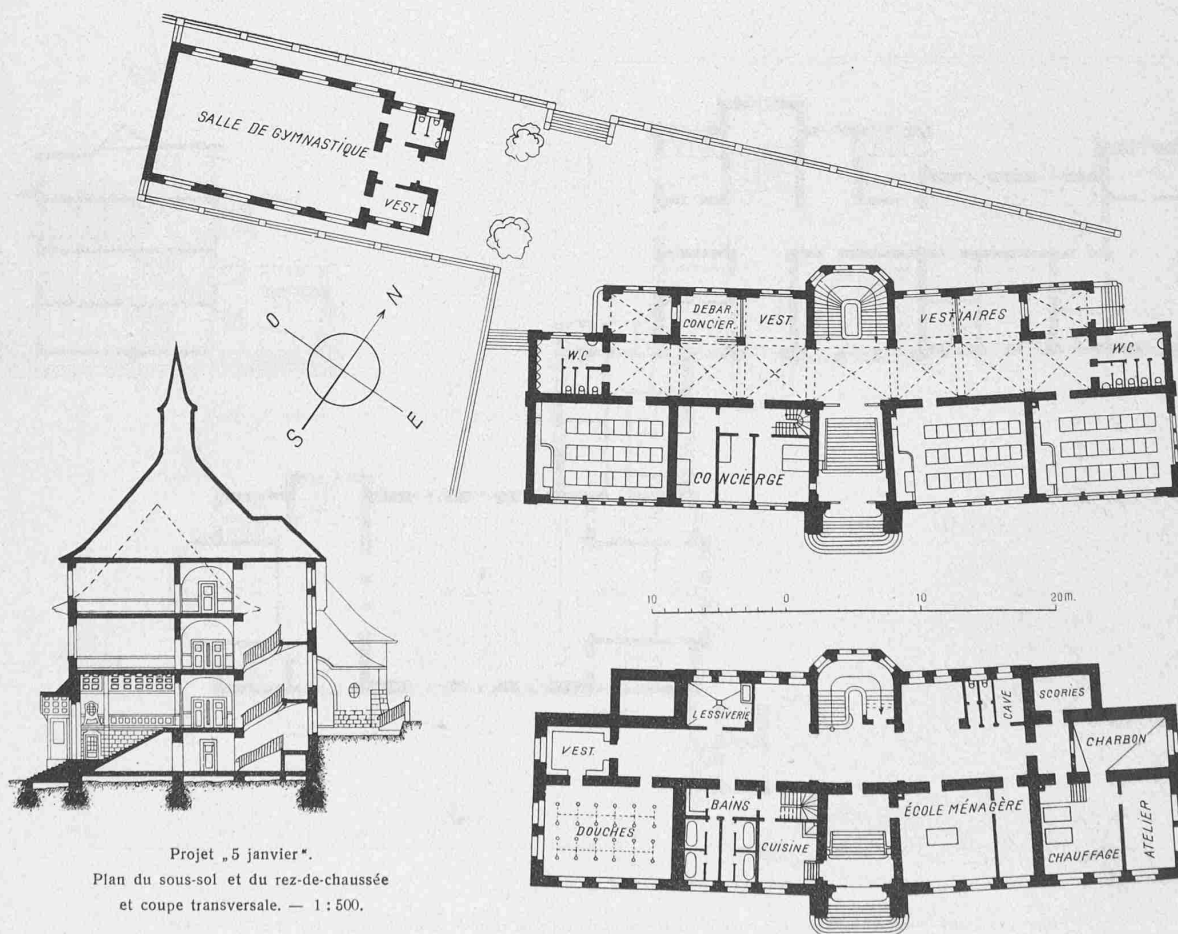 SALLE DE GYMNASTIQUE
VEST.
N
O
E
S
DÉBAR.
CONCIER.
VEST.
VESTIAIRES
W.C.
W.C.
CONCIERGE
10 0 10 20 m.
LESSIVERIE
CAVE
SCORIES
VEST.
CHARBON
BAINS
ÉCOLE MÉNAGÈRE
DOUCHES
CUISINE
CHAUFFAGE
ATELIER
Projet „5 janvier“.
Plan du sous-sol et du rez-de-chaussée
et coupe transversale. — 1 : 500.